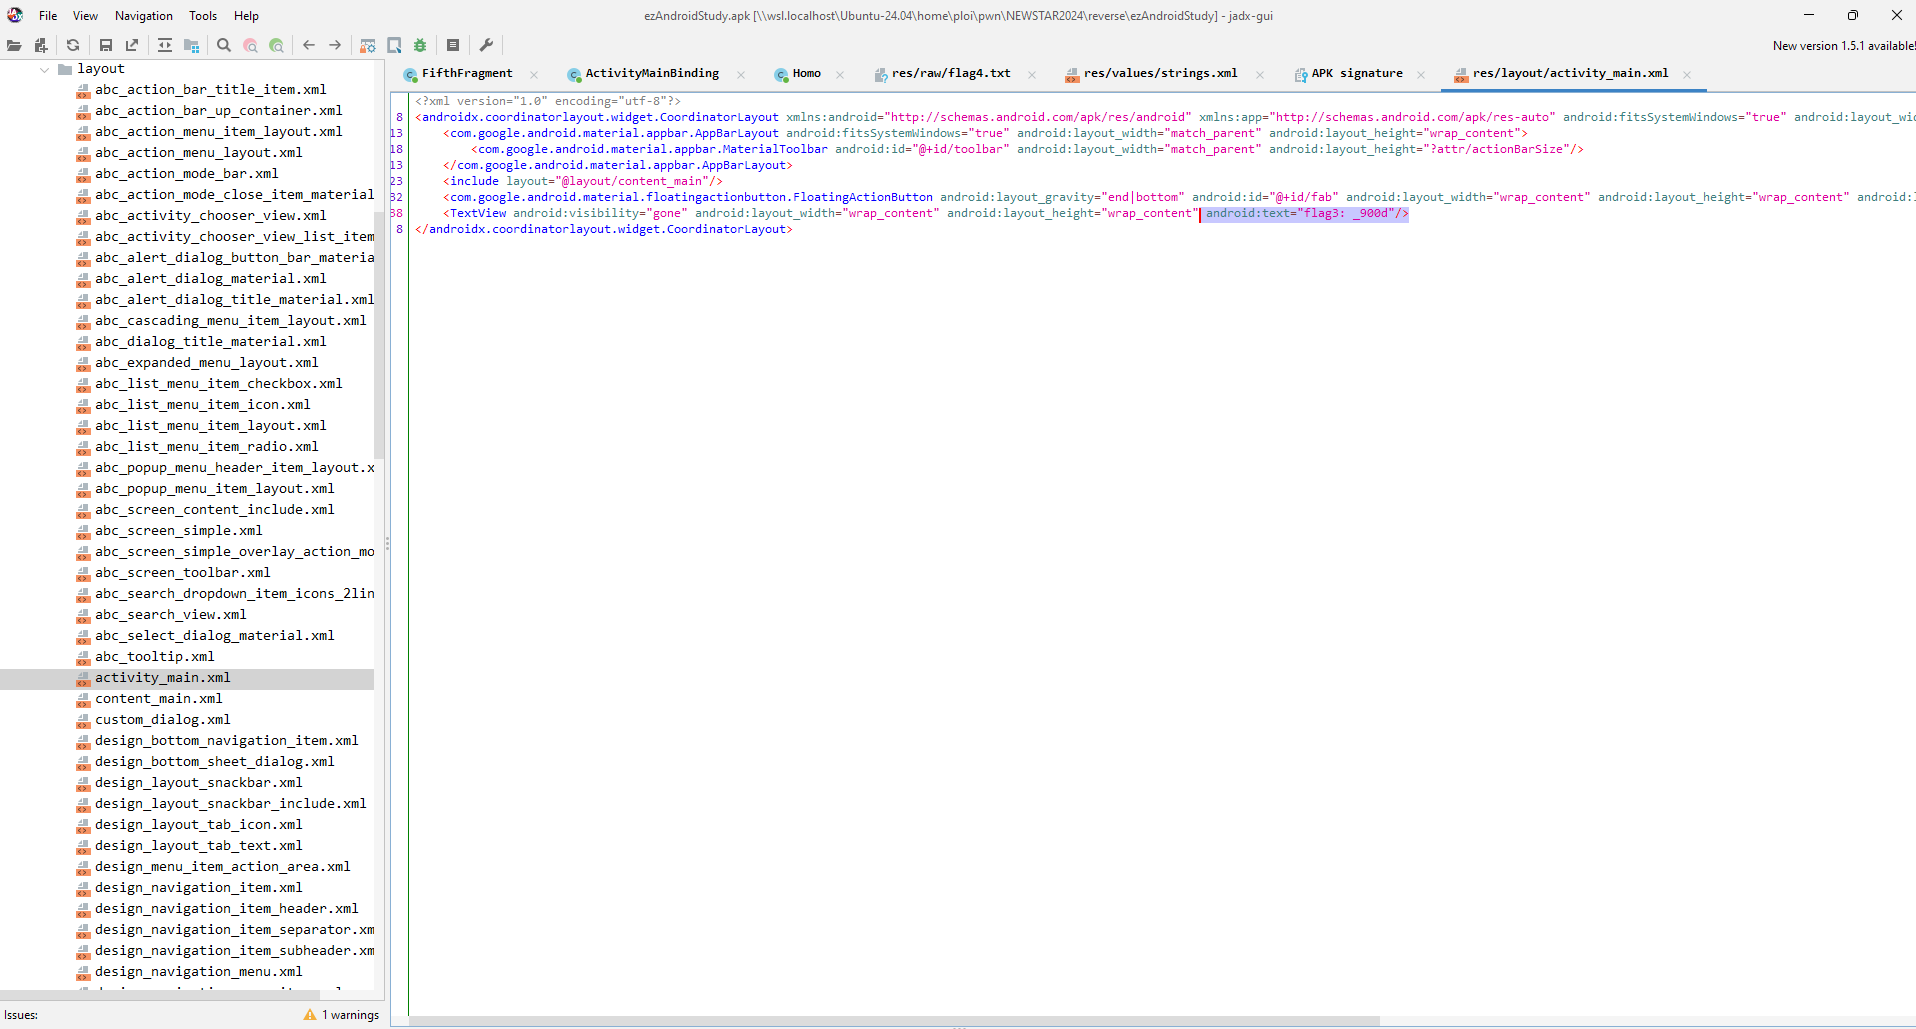 File View Navigation Tools Help
ezAndroidStudy.apk [\\wsl.localhost\Ubuntu-24.04\home\ploi\pwn\NEWSTAR2024\reverse\ezAndroidStudy] - jadx-gui
New version 1.5.1 available!
layout
abc_action_bar_title_item.xml
abc_action_bar_up_container.xml
abc_action_menu_item_layout.xml
abc_action_menu_layout.xml
abc_action_mode_bar.xml
abc_action_mode_close_item_material
abc_activity_chooser_view.xml
abc_activity_chooser_view_list_item
abc_alert_dialog_button_bar_materia
abc_alert_dialog_material.xml
abc_alert_dialog_title_material.xml
abc_cascading_menu_item_layout.xml
abc_dialog_title_material.xml
abc_expanded_menu_layout.xml
abc_list_menu_item_checkbox.xml
abc_list_menu_item_icon.xml
abc_list_menu_item_layout.xml
abc_list_menu_item_radio.xml
abc_popup_menu_header_item_layout.x
abc_popup_menu_item_layout.xml
abc_screen_content_include.xml
abc_screen_simple.xml
abc_screen_simple_overlay_action_mo
abc_screen_toolbar.xml
abc_search_dropdown_item_icons_2lin
abc_search_view.xml
abc_select_dialog_material.xml
abc_tooltip.xml
activity_main.xml
content_main.xml
custom_dialog.xml
design_bottom_navigation_item.xml
design_bottom_sheet_dialog.xml
design_layout_snackbar.xml
design_layout_snackbar_include.xml
design_layout_tab_icon.xml
design_layout_tab_text.xml
design_menu_item_action_area.xml
design_navigation_item.xml
design_navigation_item_header.xml
design_navigation_item_separator.xm
design_navigation_item_subheader.xm
design_navigation_menu.xml
Issues: 1 warnings
FifthFragment ActivityMainBinding Homo res/raw/flag4.txt res/values/strings.xml APK signature res/layout/activity_main.xml
<?xml version="1.0" encoding="utf-8"?>
8 <androidx.coordinatorlayout.widget.CoordinatorLayout xmlns:android="http://schemas.android.com/apk/res/android" xmlns:app="http://schemas.android.com/apk/res-auto" android:fitsSystemWindows="true" android:layout_wid
13 <com.google.android.material.appbar.AppBarLayout android:fitsSystemWindows="true" android:layout_width="match_parent" android:layout_height="wrap_content">
18 <com.google.android.material.appbar.MaterialToolbar android:id="@+id/toolbar" android:layout_width="match_parent" android:layout_height="?attr/actionBarSize"/>
13 </com.google.android.material.appbar.AppBarLayout>
23 <include layout="@layout/content_main"/>
32 <com.google.android.material.floatingactionbutton.FloatingActionButton android:layout_gravity="end|bottom" android:id="@+id/fab" android:layout_width="wrap_content" android:layout_height="wrap_content" android:l
38 <TextView android:visibility="gone" android:layout_width="wrap_content" android:layout_height="wrap_content" android:text="flag3: _900d"/>
8 </androidx.coordinatorlayout.widget.CoordinatorLayout>